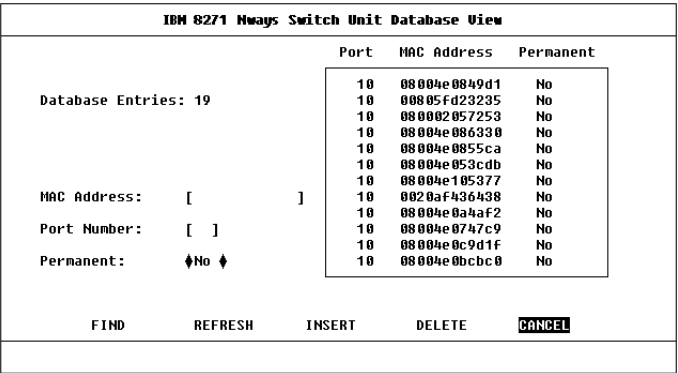 IBM 8271 Nways Switch Unit Database View
Port MAC Address Permanent
10 08004e0849d1 No
Database Entries: 19 10 00805fd23235 No
10 080002057253 No
10 08004e086330 No
10 08004e0855ca No
10 08004e053cdb No
10 08004e105377 No
MAC Address: [ ] 10 0020af436438 No
10 08004e0a4af2 No
Port Number: [ ] 10 08004e0747c9 No
10 08004e0c9d1f No
Permanent: ♦No ♦ 10 08004e0bcbc0 No
FIND REFRESH INSERT DELETE CANCEL